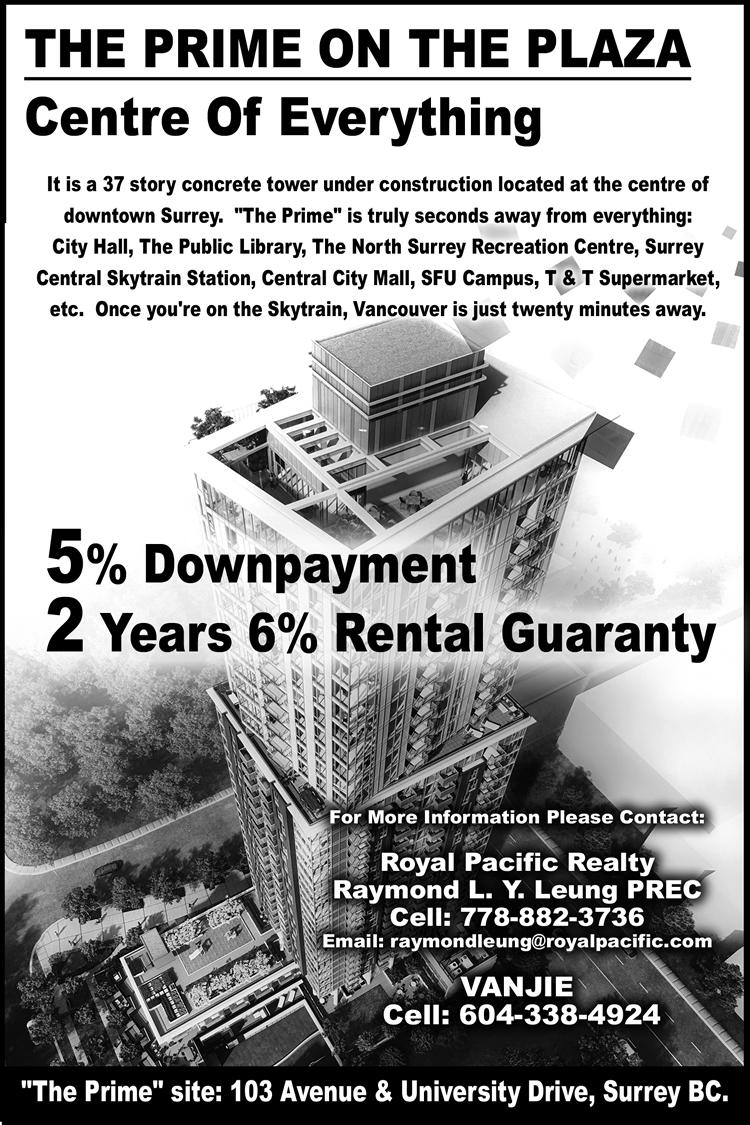 THE PRIME ON THE PLAZA
Centre Of Everything
It is a 37 story concrete tower under construction located at the centre of
downtown Surrey. "The Prime" is truly seconds away from everything:
City Hall, The Public Library, The North Surrey Recreation Centre, Surrey
Central Skytrain Station, Central City Mall, SFU Campus, T & T Supermarket,
etc. Once you're on the Skytrain, Vancouver is just twenty minutes away.
5% Downpayment
2 Years 6% Rental Guaranty
For More Information Please Contact:
Royal Pacific Realty
Raymond L. Y. Leung PREC
Cell: 778-882-3736
Email: raymondleung@royalpacific.com
VANJIE
Cell: 604-338-4924
"The Prime" site: 103 Avenue & University Drive, Surrey BC.